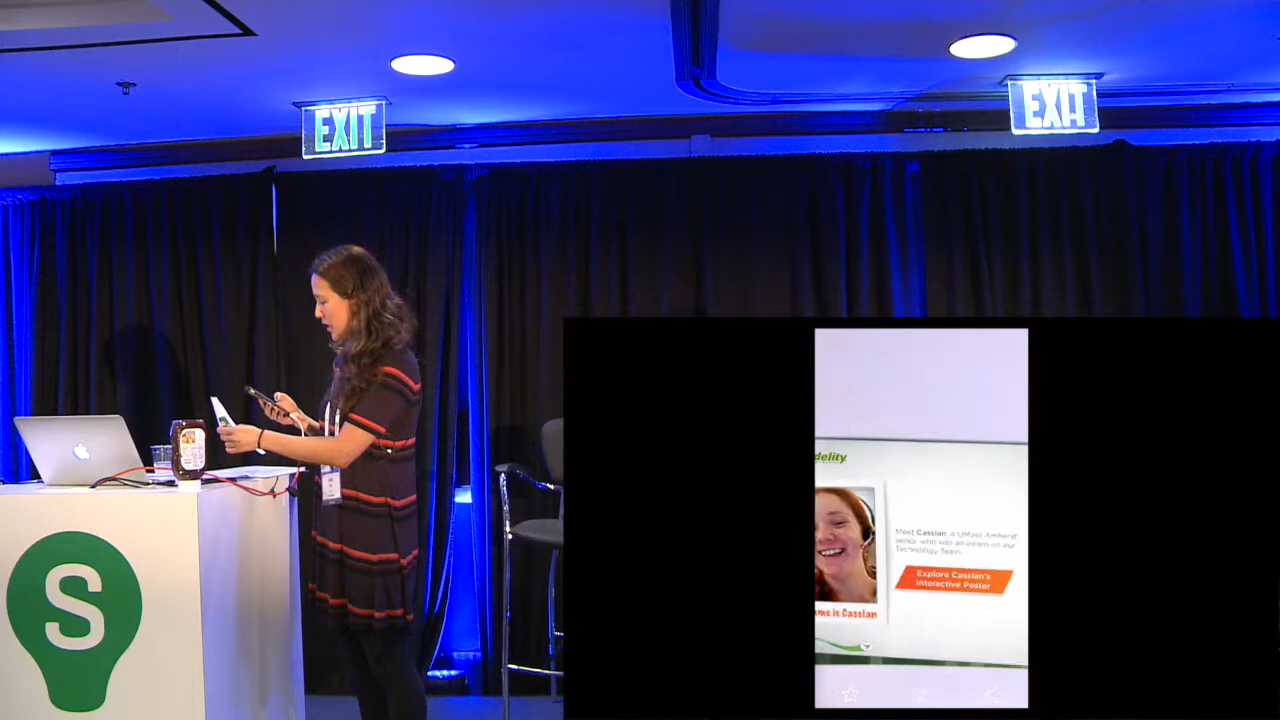 EXIT
EXIT
S
delity
Meet Cassian, a UMass Amherst
senior who was an intern on our
Technology Team
Explore Cassian's
Interactive Poster
me is Cassian